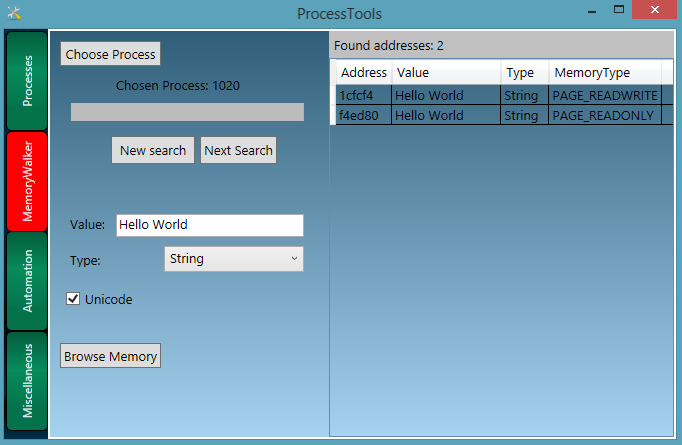 ProcessTools
Processes
MemoryWalker
Automation
Miscellaneous
Choose Process
Chosen Process: 1020
New search
Next Search
Value: Hello World
Type: String
Unicode
Browse Memory
Found addresses: 2
Address Value Type MemoryType
1cfcf4 Hello World String PAGE_READWRITE
f4ed80 Hello World String PAGE_READONLY